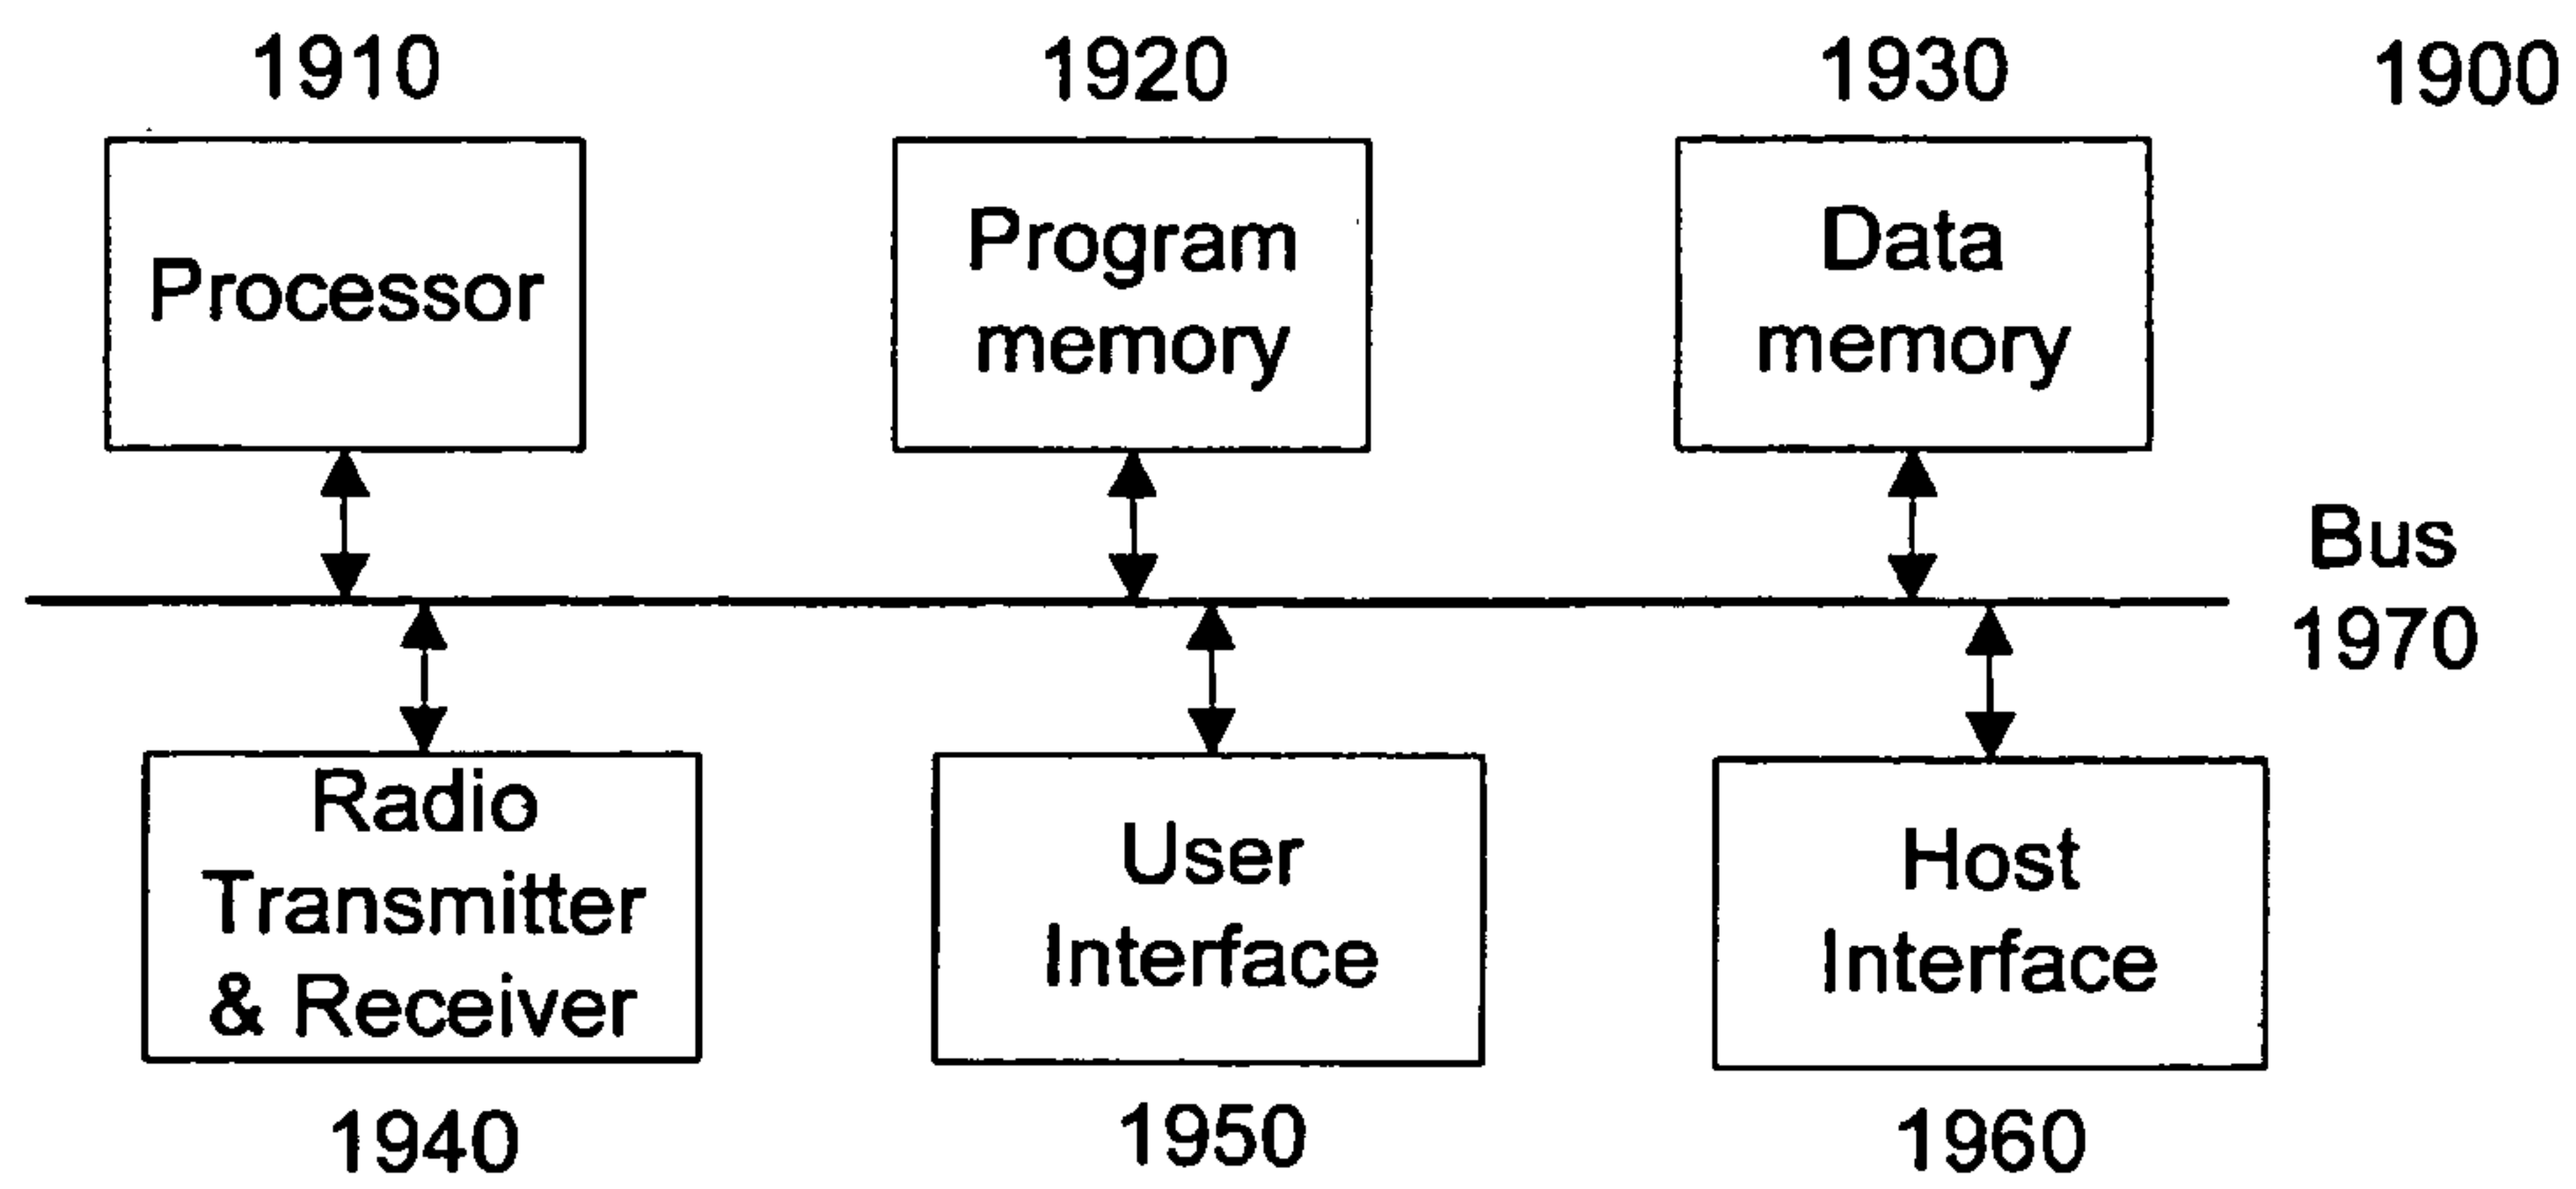 1910
1920
1930
1900
Processor
Program
memory
Data
memory
Bus
1970
Radio
Transmitter
& Receiver
User
Interface
Host
Interface
1940
1950
1960